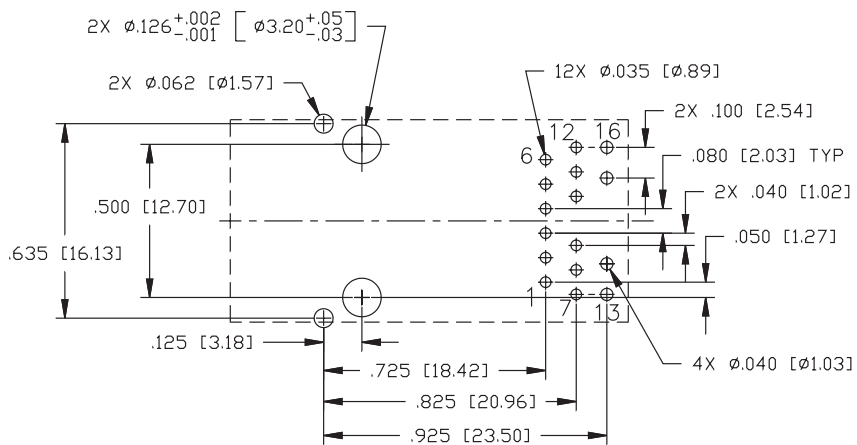 2X ø.126 +.002 -.001 [ ø3.20 +.05 -.03 ]
2X ø.062 [ø1.57]
12X ø.035 [ø.89]
2X .100 [2.54]
12
16
6
.080 [2.03] TYP
2X .040 [1.02]
.500 [12.70]
.050 [1.27]
.635 [16.13]
1
7
13
.125 [3.18]
4X ø.040 [ø1.03]
.725 [18.42]
.825 [20.96]
.925 [23.50]